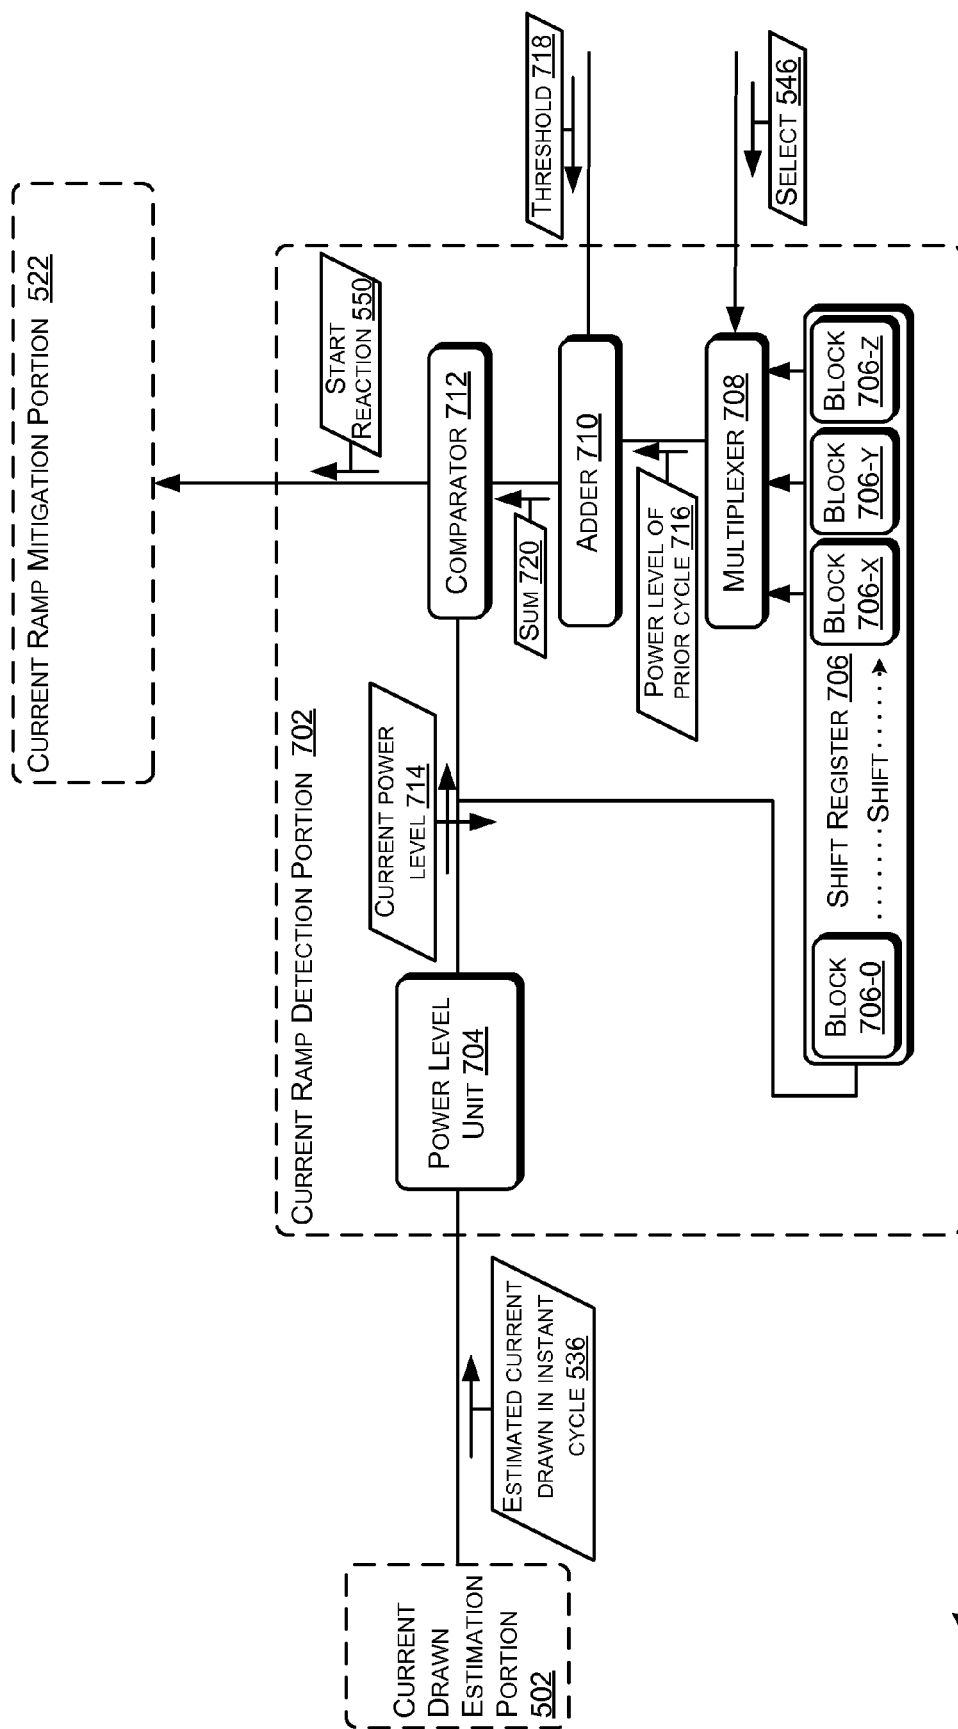 CURRENT RAMP MITIGATION PORTION 522
CURRENT RAMP DETECTION PORTION 702
START
REACTION 550
THRESHOLD 718
SELECT 546
CURRENT
DRAWN
ESTIMATION
PORTION
502
ESTIMATED CURRENT
DRAWN IN INSTANT
CYCLE 536
POWER LEVEL
UNIT 704
CURRENT POWER
LEVEL 714
COMPARATOR 712
SUM 720
ADDER 710
POWER LEVEL OF
PRIOR CYCLE 716
MULTIPLEXER 708
BLOCK
706-0
SHIFT REGISTER 706
SHIFT
BLOCK
706-X
BLOCK
706-Y
BLOCK
706-Z